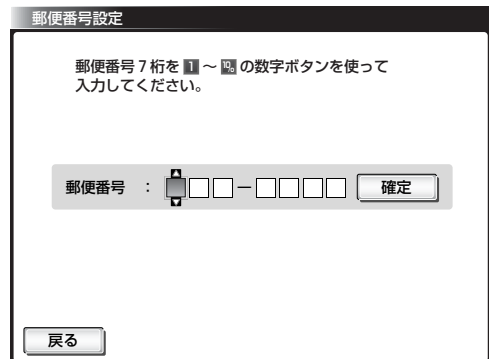 郵便番号設定
郵便番号7桁を 1 ～ 10 の数字ボタンを使って
入力してください。
郵便番号 ： □□□－□□□□ 確定
戻る